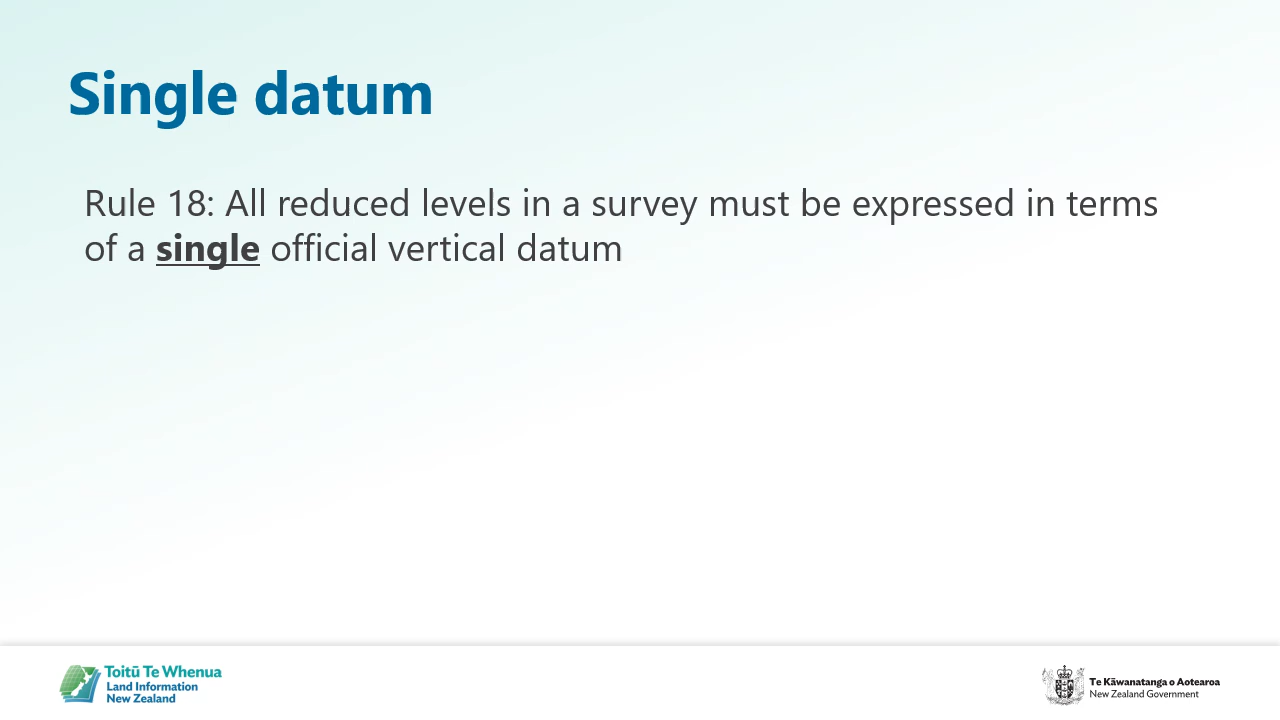 Single datum
Rule 18: All reduced levels in a survey must be expressed in terms
of a single official vertical datum
Toitū Te Whenua
Land Information
New Zealand
Te Kāwanatanga o Aotearoa
New Zealand Government